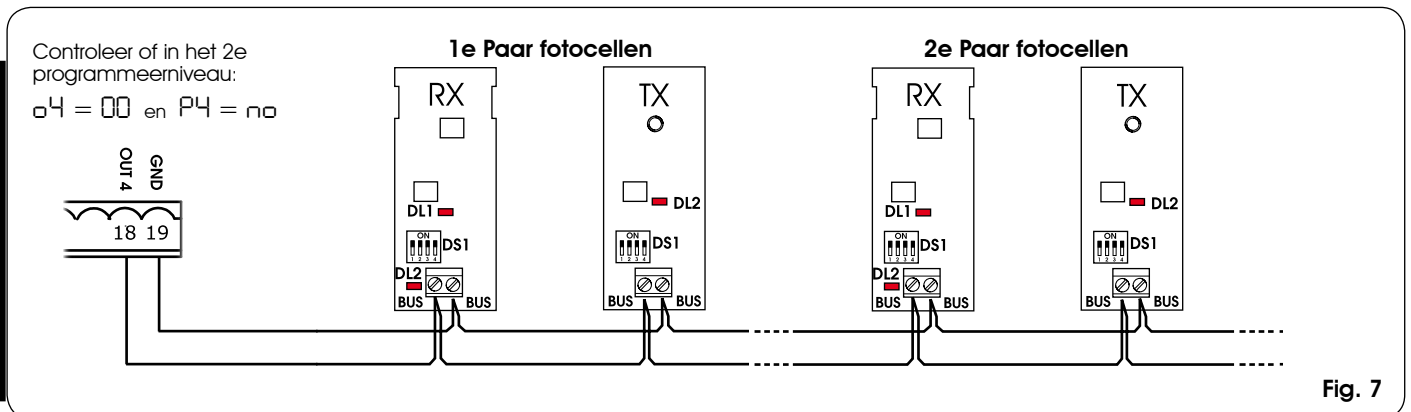 Controleer of in het 2e
programmeerniveau:
o4 = 00 en P4 = no
1e Paar fotocellen
2e Paar fotocellen
OUT 4
GND
18 19
RX
DL1
ON
1 2 3 4
DS1
DL2
BUS
BUS
TX
DL2
ON
1 2 3 4
DS1
BUS
BUS
RX
DL1
ON
1 2 3 4
DS1
DL2
BUS
BUS
TX
DL2
ON
1 2 3 4
DS1
BUS
BUS
Fig. 7